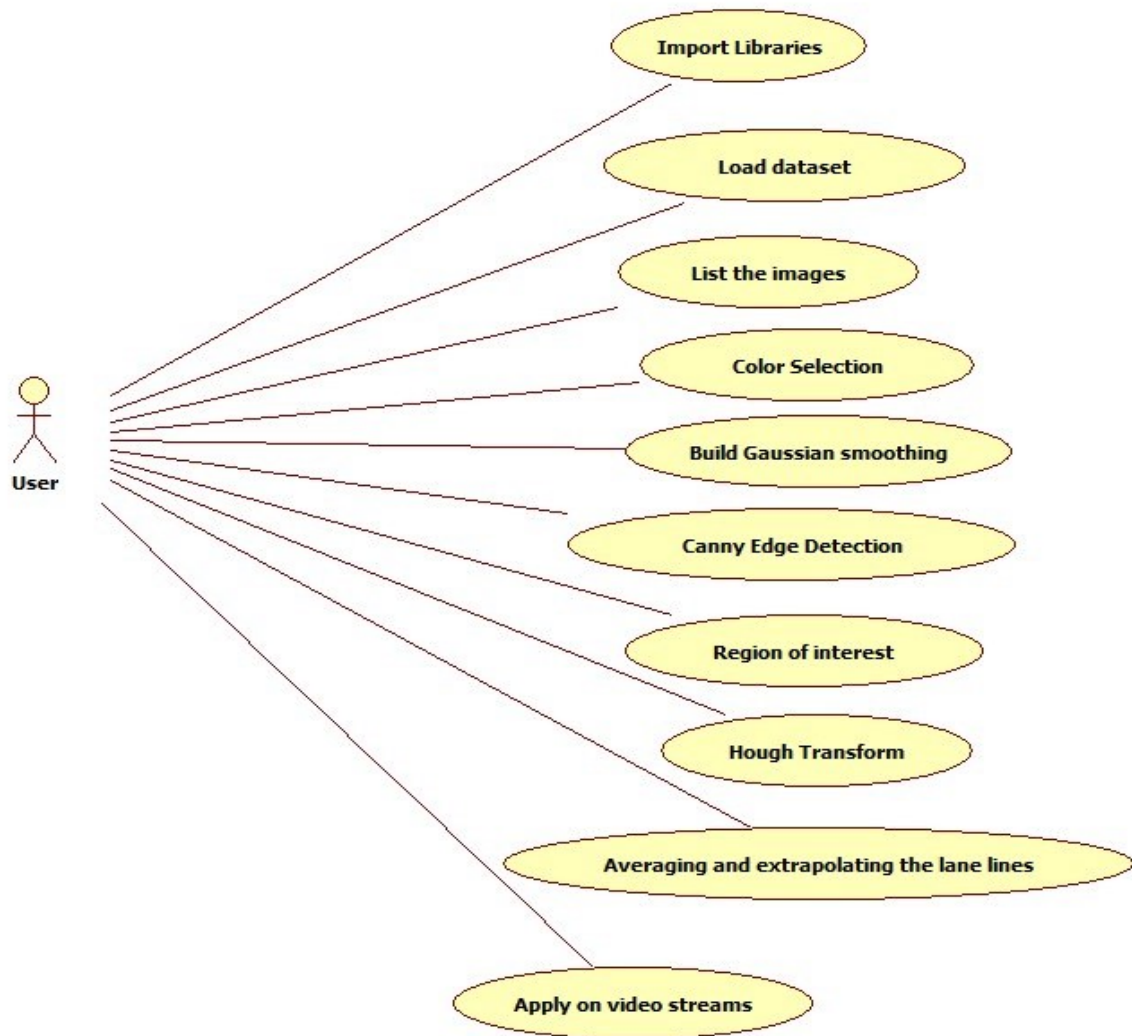 Import Libraries
Load dataset
List the images
Color Selection
Build Gaussian smoothing
User
Canny Edge Detection
Region of interest
Hough Transform
Averaging and extrapolating the lane lines
Apply on video streams